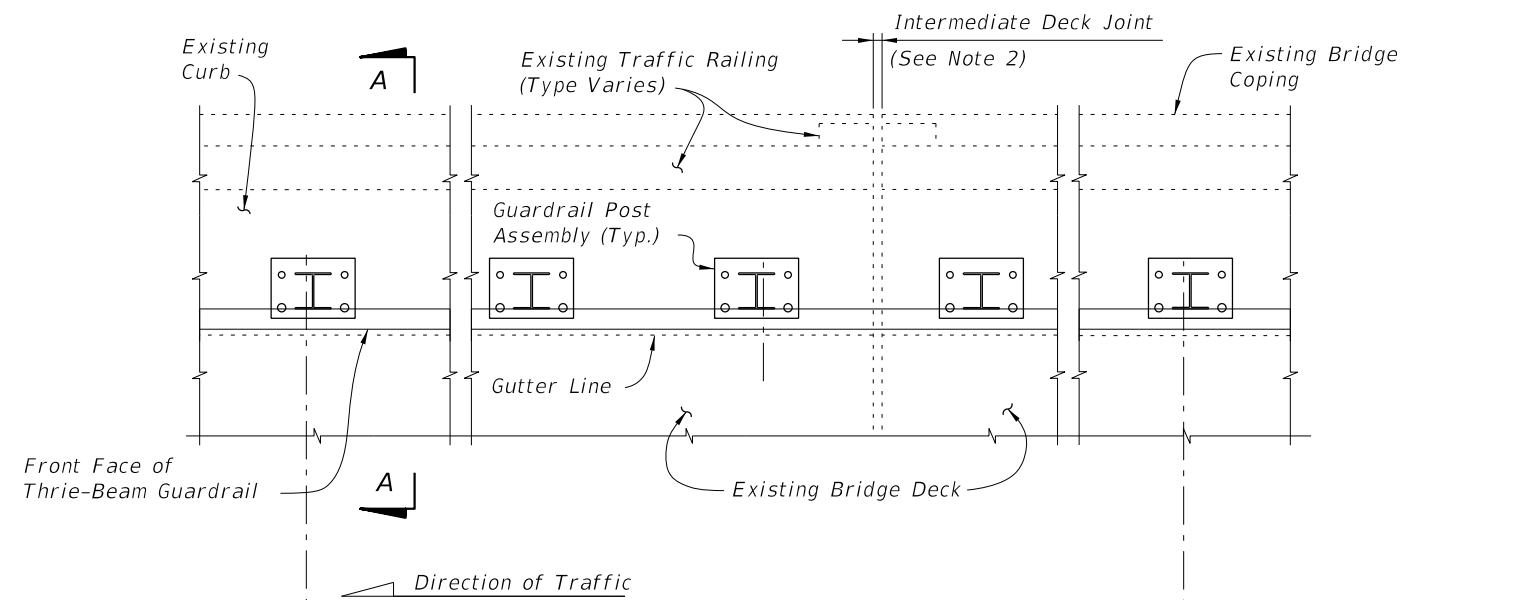 Intermediate Deck Joint
(See Note 2)
Existing
Curb
A
Existing Traffic Railing
(Type Varies)
Existing Bridge
Coping
Guardrail Post
Assembly (Typ.)
Gutter Line
Front Face of
Thrie-Beam Guardrail
A
Existing Bridge Deck
Direction of Traffic